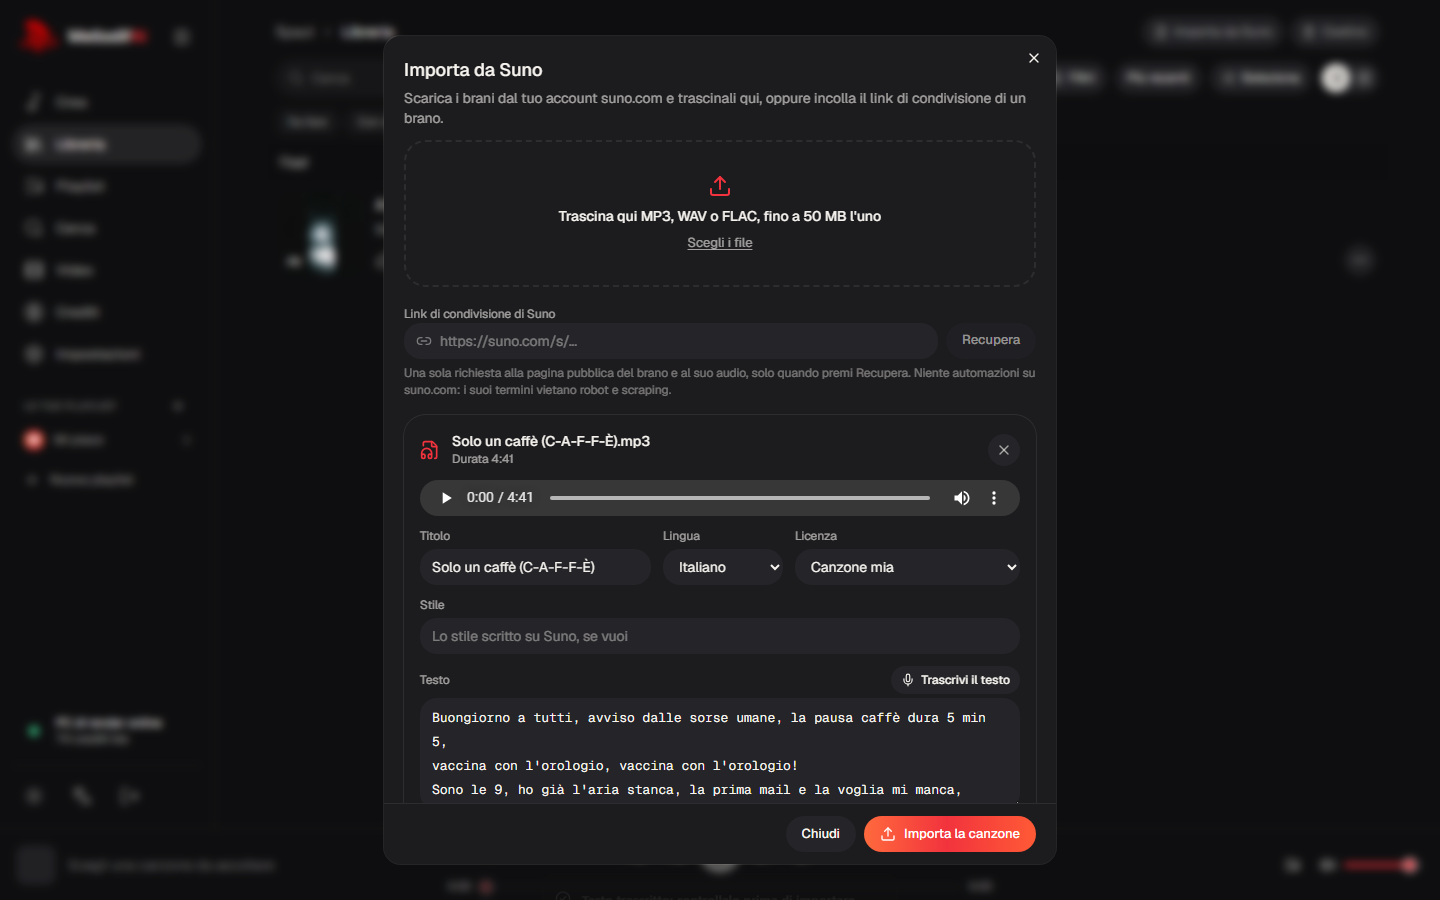 Importa da Suno
Scarica i brani dal tuo account suno.com e trascinali qui, oppure incolla il link di condivisione di un
brano.
Trascina qui MP3, WAV o FLAC, fino a 50 MB l'uno
Scegli i file
Link di condivisione di Suno
https://suno.com/s/...
Recupera
Una sola richiesta alla pagina pubblica del brano e al suo audio, solo quando premi Recupera. Niente automazioni su
suno.com: i suoi termini vietano robot e scraping.
Solo un caffè (C-A-F-F-È).mp3
Durata 4:41
0:00 / 4:41
Titolo
Lingua
Licenza
Solo un caffè (C-A-F-F-È)
Italiano
Canzone mia
Stile
Lo stile scritto su Suno, se vuoi
Testo
Trascrivi il testo
Buongiorno a tutti, avviso dalle sorse umane, la pausa caffè dura 5 min
5,
vaccina con l'orologio, vaccina con l'orologio!
Sono le 9, ho già l'aria stanca, la prima mail e la voglia mi manca,
Chiudi
Importa la canzone